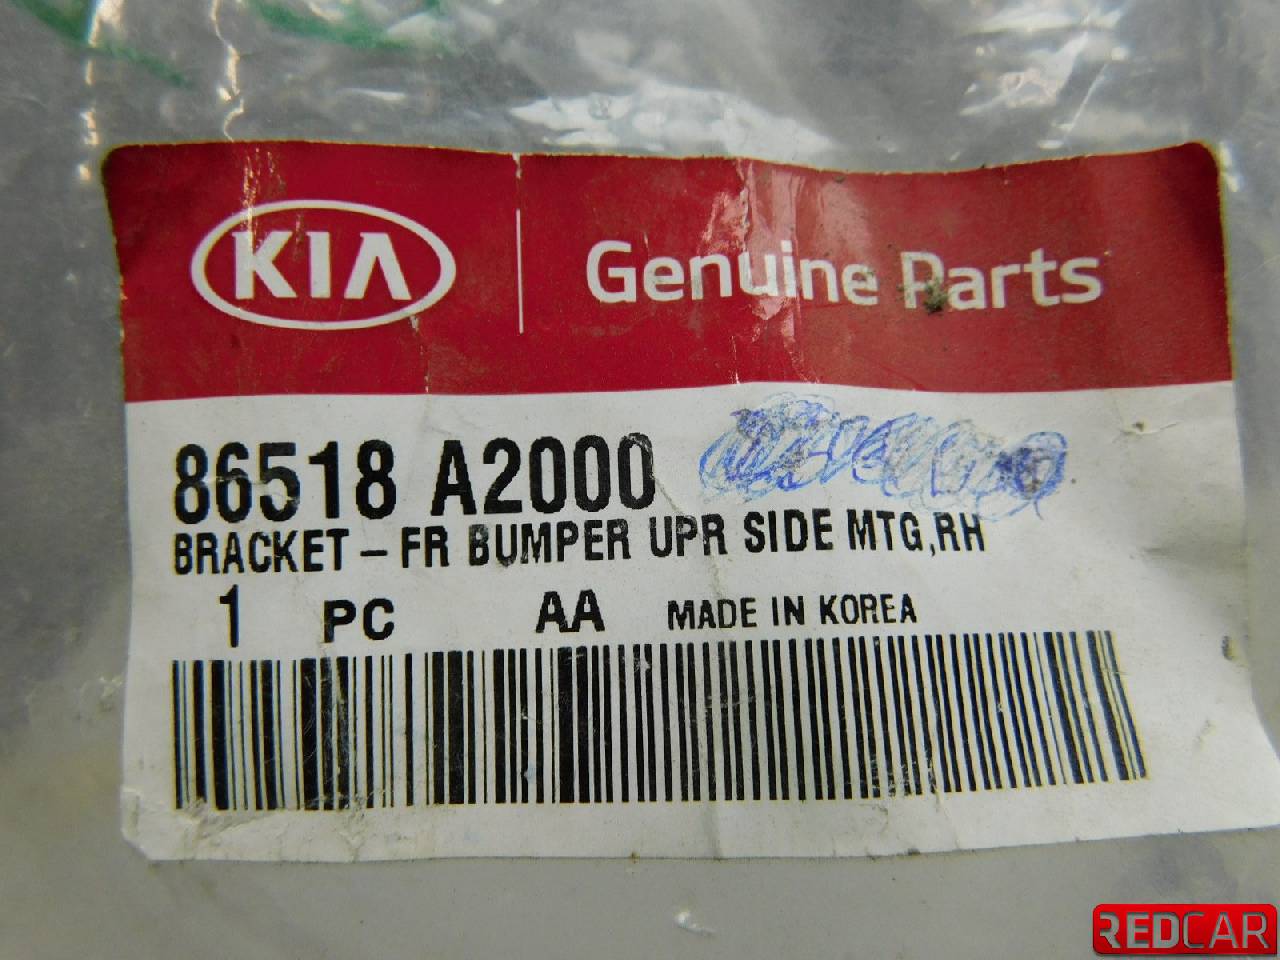 KIA Genuine Parts
86518 A2000
BRACKET-FR BUMPER UPR SIDE MTG,RH
1 PC AA MADE IN KOREA
REDCAR